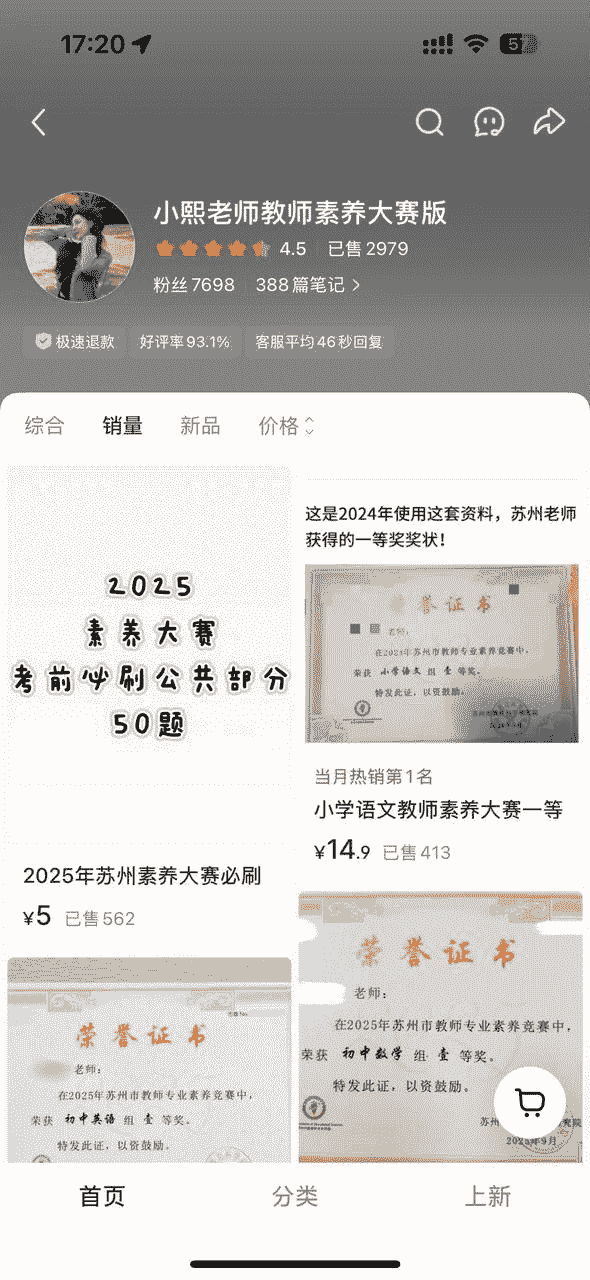 17:20
小熙老师教师素养大赛版
4.5 已售 2979
粉丝 7698 388 篇笔记
极速退款 好评率 93.1% 客服平均 46 秒回复
综合 销量 新品 价格
2025
素养大赛
考前必刷公共部分
50题
2025年苏州素养大赛必刷
¥5 已售 562
这是2024年使用这套资料，苏州老师
获得的一等奖奖状！
誉证书
老师：
在2024年苏州市教师专业素养竞赛中，
荣获 小学语文 组 壹 等奖。
特发此证，以资鼓励。
当月热销第1名
小学语文教师素养大赛一等
¥14.9 已售 413
荣誉证书
老师：
在2025年苏州市教师专业素养竞赛中，
荣获 初中英语 组 壹 等奖。
特发此证，以资鼓励。
荣誉证书
老师：
在2025年苏州市教师专业素养竞赛中，
荣获 初中数学 组 壹 等奖。
特发此证，以资鼓励。
2025年9月
首页 分类 上新